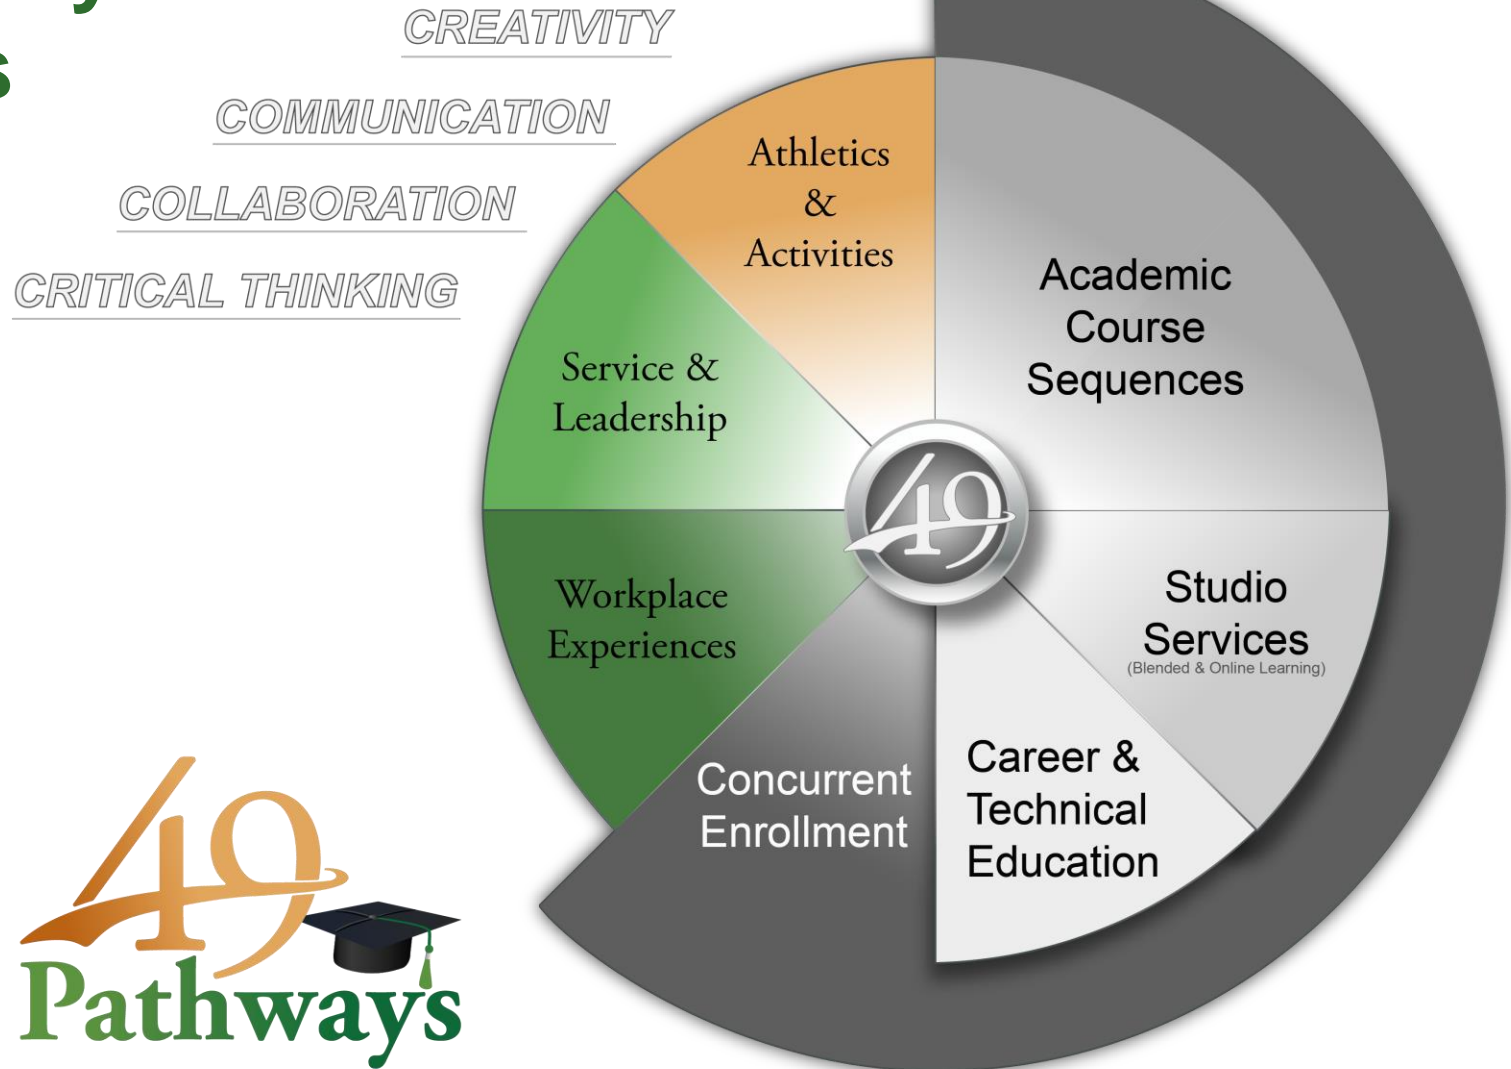 CREATIVITY
COMMUNICATION
COLLABORATION
CRITICAL THINKING
Athletics
&
Activities
Academic
Course
Sequences
Service &
Leadership
49
Workplace
Experiences
Studio
Services
(Blended & Online Learning)
Concurrent
Enrollment
Career &
Technical
Education
49
Pathways